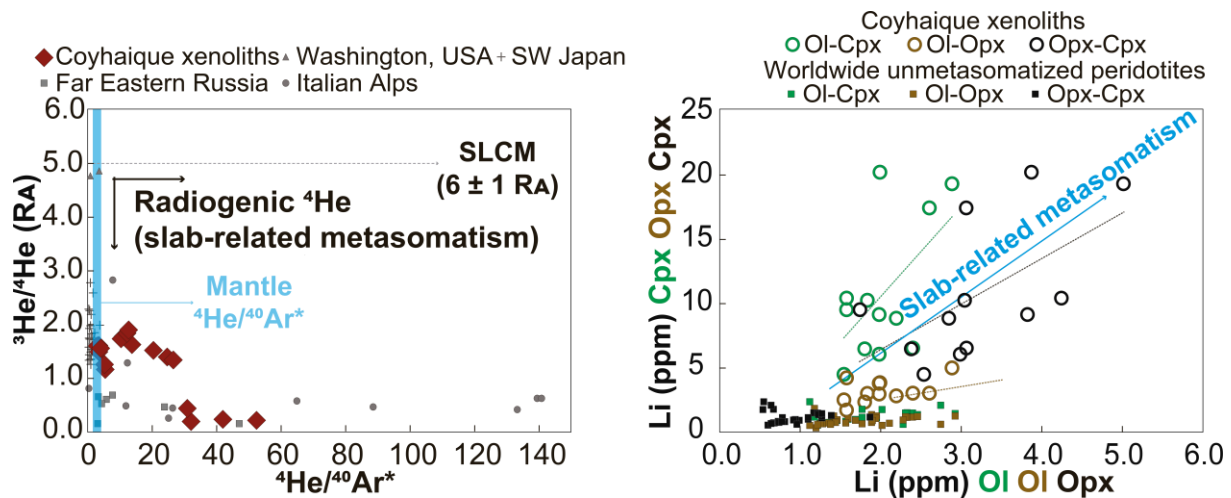 Coyhaique xenoliths Washington, USA + SW Japan
Far Eastern Russia Italian Alps
6.0
5.0
4.0
3.0
2.0
1.0
0.0
³He/⁴He (RA)
SLCM
(6 ± 1 RA)
Radiogenic ⁴He
(slab-related metasomatism)
Mantle
⁴He/⁴⁰Ar*
0 20 40 60 80 100 120 140
⁴He/⁴⁰Ar*
Coyhaique xenoliths
Ol-Cpx Ol-Opx Opx-Cpx
Worldwide unmetasomatized peridotites
Ol-Cpx Ol-Opx Opx-Cpx
25
20
15
10
5
0
Li (ppm) Cpx Opx Cpx
Slab-related metasomatism
0.0 1.0 2.0 3.0 4.0 5.0 6.0
Li (ppm) Ol Ol Opx